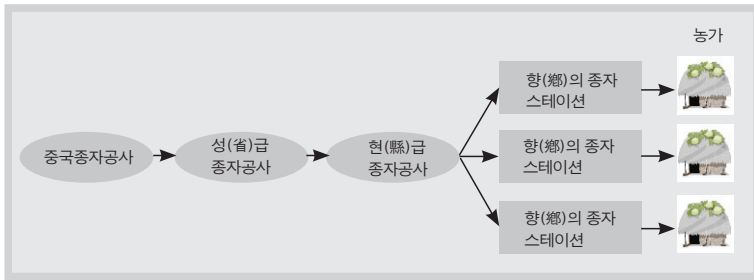 농가
중국종자공사
성(省)급
종자공사
현(縣)급
종자공사
향(鄕)의 종자
스테이션
향(鄕)의 종자
스테이션
향(鄕)의 종자
스테이션